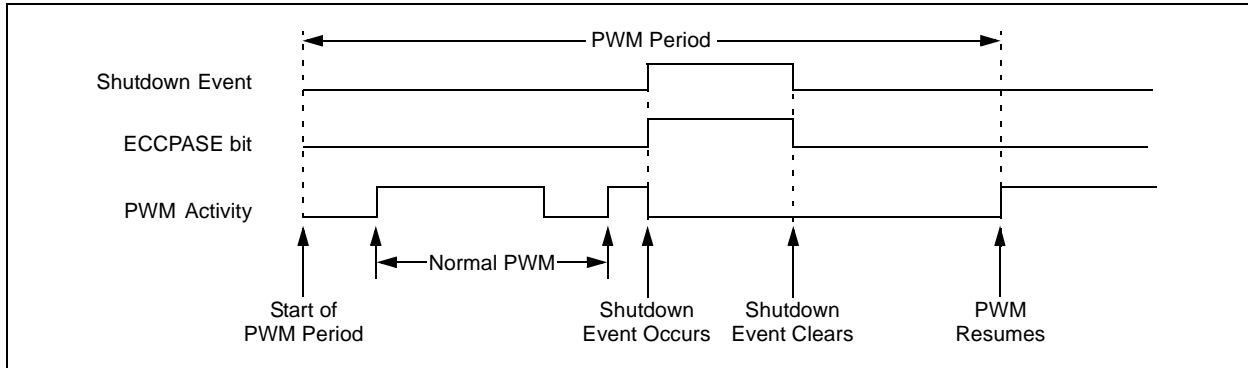 PWM Period
Shutdown Event
ECCPASE bit
PWM Activity
Normal PWM
Start of
PWM Period
Shutdown
Event Occurs
Shutdown
Event Clears
PWM
Resumes